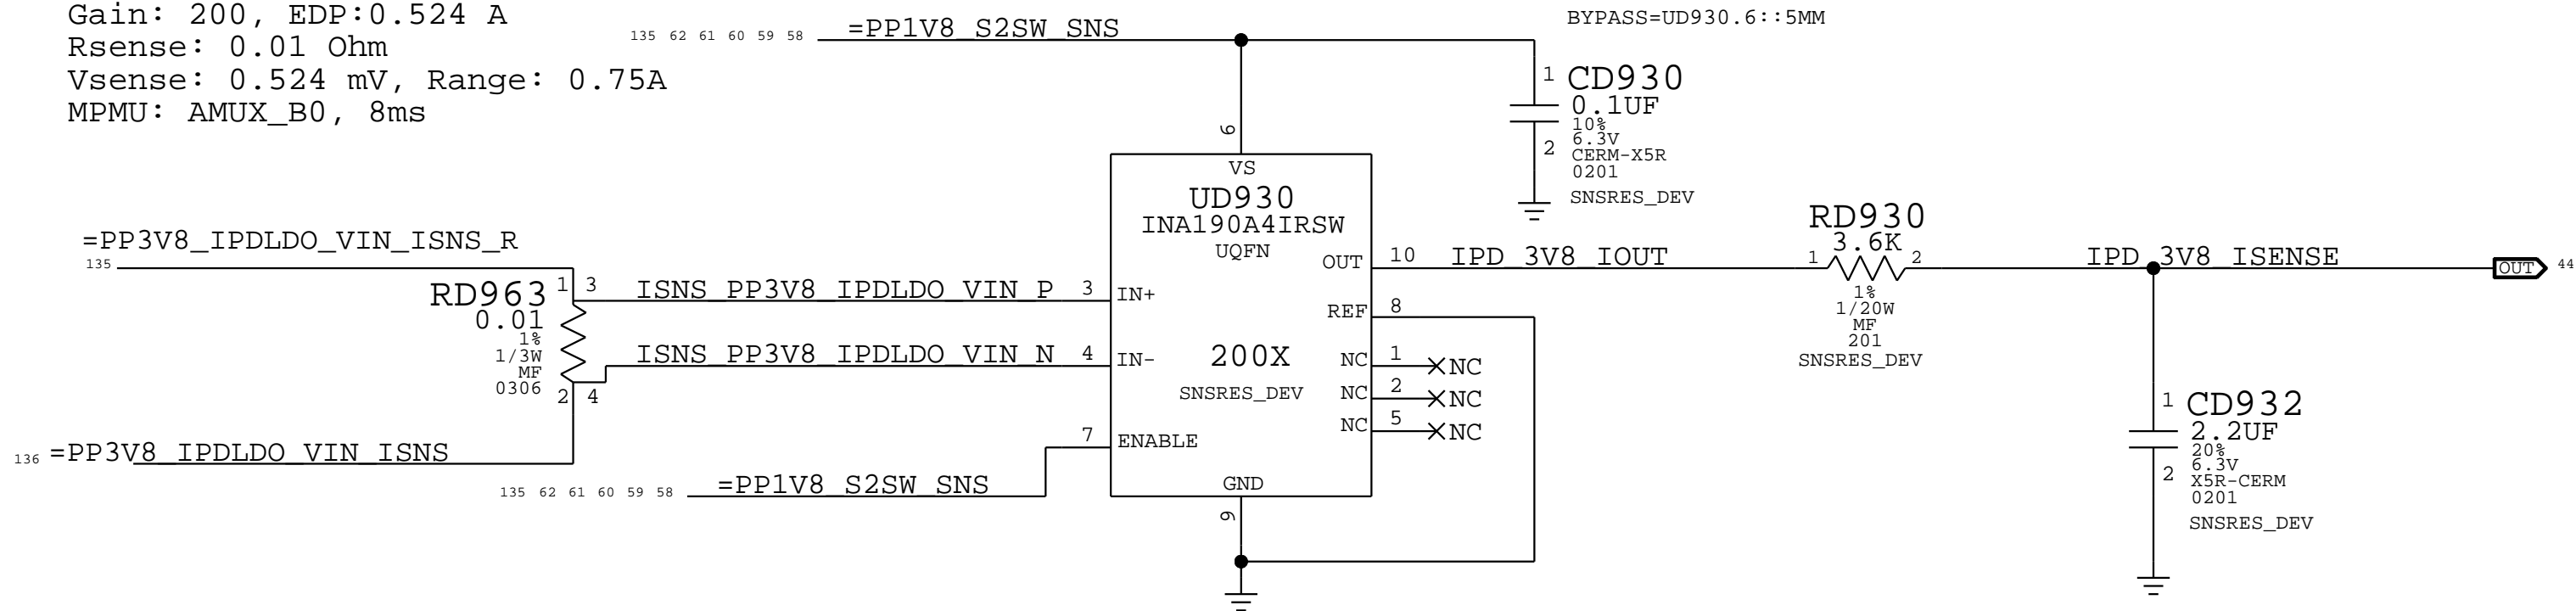 Gain: 200, EDP:0.524 A
Rsense: 0.01 Ohm
Vsense: 0.524 mV, Range: 0.75A
MPMU: AMUX_B0, 8ms
135 62 61 60 59 58 =PP1V8_S2SW_SNS
BYPASS=UD930.6::5MM
1 CD930
0.1UF
10%
6.3V
2 CERM-X5R
0201
SNSRES_DEV
6
VS
UD930
INA190A4IRSW
UQFN
=PP3V8_IPDLDO_VIN_ISNS_R
135
RD963 1 3
0.01
1%
1/3W
MF
0306
2 4
ISNS_PP3V8_IPDLDO_VIN_P 3 IN+
ISNS_PP3V8_IPDLDO_VIN_N 4 IN-
136 =PP3V8_IPDLDO_VIN_ISNS
7 ENABLE
135 62 61 60 59 58 =PP1V8_S2SW_SNS
200X
SNSRES_DEV
GND
9
OUT 10 IPD_3V8_IOUT
REF 8
NC 1 NC
NC 2 NC
NC 5 NC
RD930
3.6K
1 2
1%
1/20W
MF
201
SNSRES_DEV
IPD_3V8_ISENSE OUT 44
1 CD932
2.2UF
20%
6.3V
2 X5R-CERM
0201
SNSRES_DEV